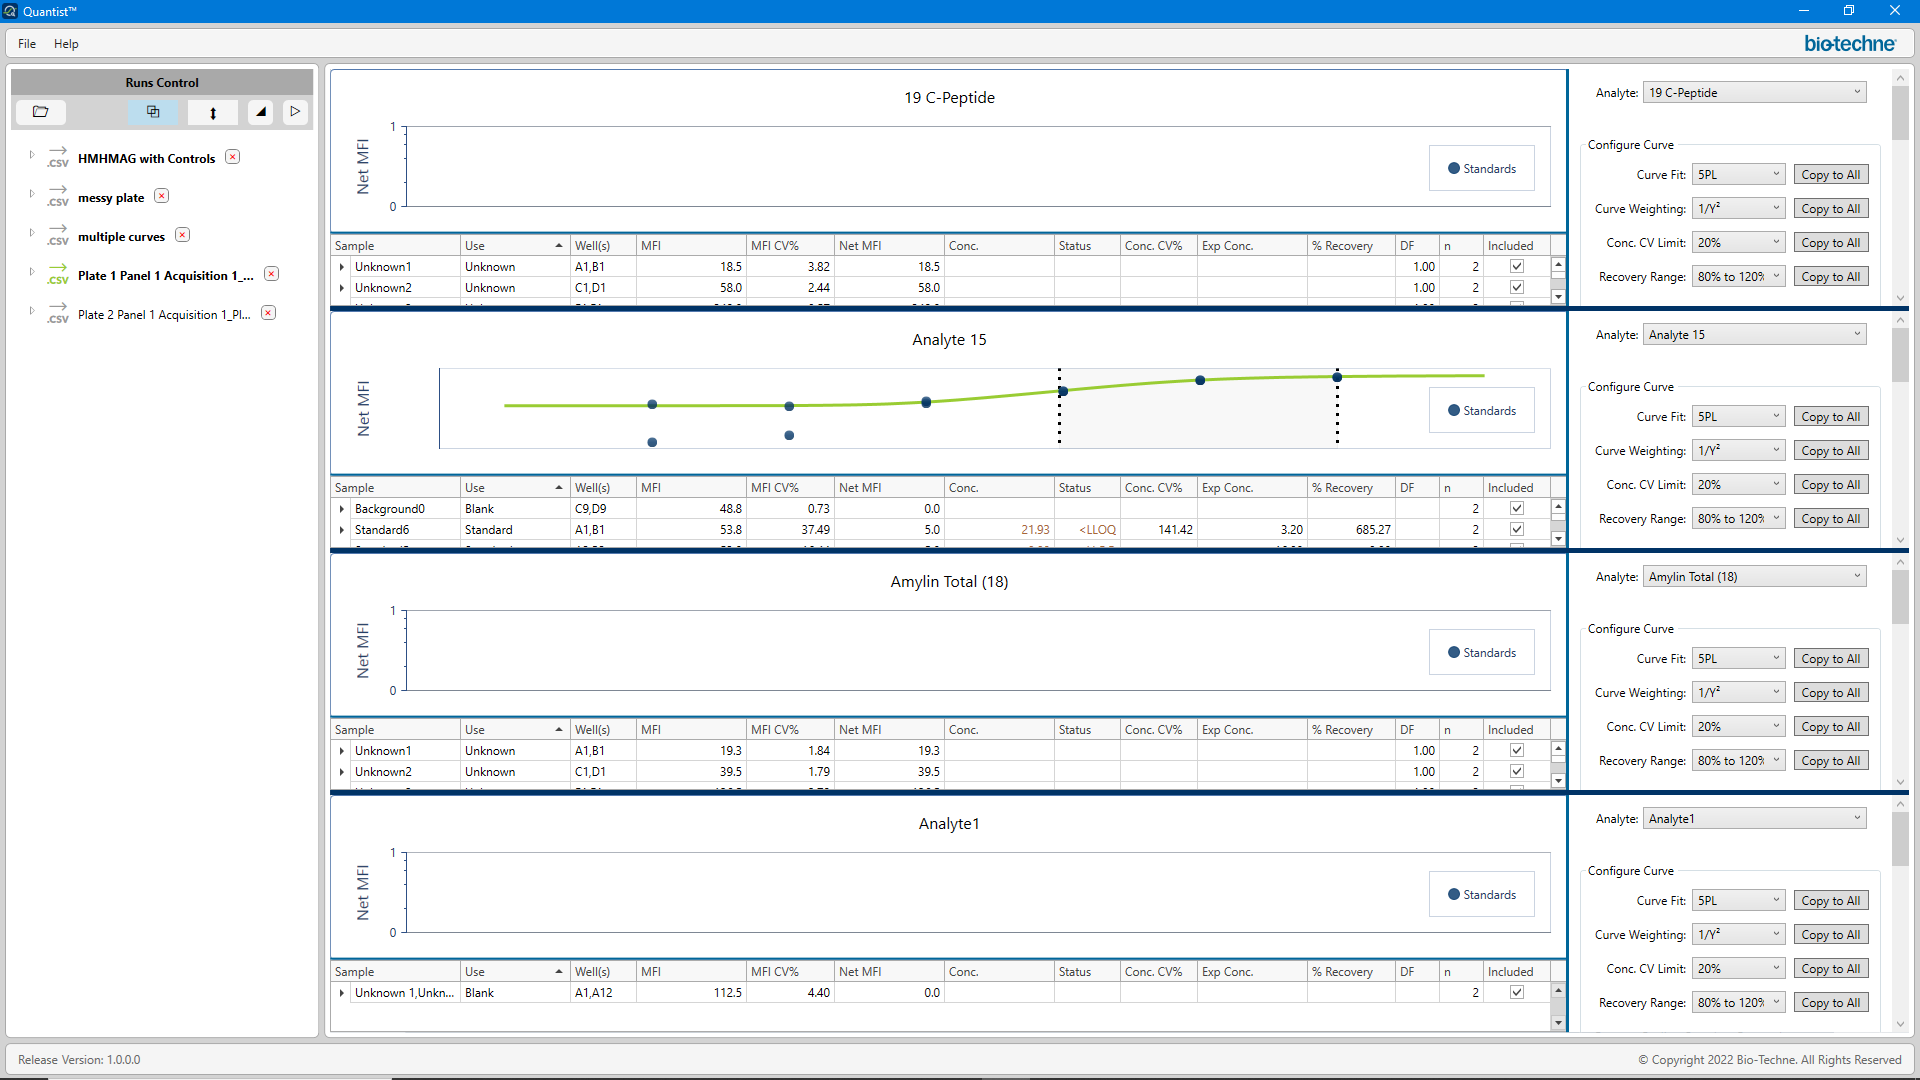 Quantist™
File Help
bio-techne
Runs Control
.CSV HMHMAG with Controls
.CSV messy plate
.CSV multiple curves
.CSV Plate 1 Panel 1 Acquisition 1_...
.CSV Plate 2 Panel 1 Acquisition 1_Pl...
19 C-Peptide
Net MFI
1
0
Standards
Sample Use Well(s) MFI MFI CV% Net MFI Conc. Status Conc. CV% Exp Conc. % Recovery DF n Included
Unknown1 Unknown A1,B1 18.5 3.82 18.5 1.00 2
Unknown2 Unknown C1,D1 58.0 2.44 58.0 1.00 2
Analyte: 19 C-Peptide
Configure Curve
Curve Fit: 5PL Copy to All
Curve Weighting: 1/Y² Copy to All
Conc. CV Limit: 20% Copy to All
Recovery Range: 80% to 120% Copy to All
Analyte 15
Net MFI
Standards
Sample Use Well(s) MFI MFI CV% Net MFI Conc. Status Conc. CV% Exp Conc. % Recovery DF n Included
Background0 Blank C9,D9 48.8 0.73 0.0 2
Standard6 Standard A1,B1 53.8 37.49 5.0 21.93 <LLOQ 141.42 3.20 685.27 2
Analyte: Analyte 15
Configure Curve
Curve Fit: 5PL Copy to All
Curve Weighting: 1/Y² Copy to All
Conc. CV Limit: 20% Copy to All
Recovery Range: 80% to 120% Copy to All
Amylin Total (18)
Net MFI
1
0
Standards
Sample Use Well(s) MFI MFI CV% Net MFI Conc. Status Conc. CV% Exp Conc. % Recovery DF n Included
Unknown1 Unknown A1,B1 19.3 1.84 19.3 1.00 2
Unknown2 Unknown C1,D1 39.5 1.79 39.5 1.00 2
Analyte: Amylin Total (18)
Configure Curve
Curve Fit: 5PL Copy to All
Curve Weighting: 1/Y² Copy to All
Conc. CV Limit: 20% Copy to All
Recovery Range: 80% to 120% Copy to All
Analyte1
Net MFI
1
0
Standards
Sample Use Well(s) MFI MFI CV% Net MFI Conc. Status Conc. CV% Exp Conc. % Recovery DF n Included
Unknown 1,Unkn... Blank A1,A12 112.5 4.40 0.0 2
Analyte: Analyte1
Configure Curve
Curve Fit: 5PL Copy to All
Curve Weighting: 1/Y² Copy to All
Conc. CV Limit: 20% Copy to All
Recovery Range: 80% to 120% Copy to All
Release Version: 1.0.0.0
© Copyright 2022 Bio-Techne. All Rights Reserved